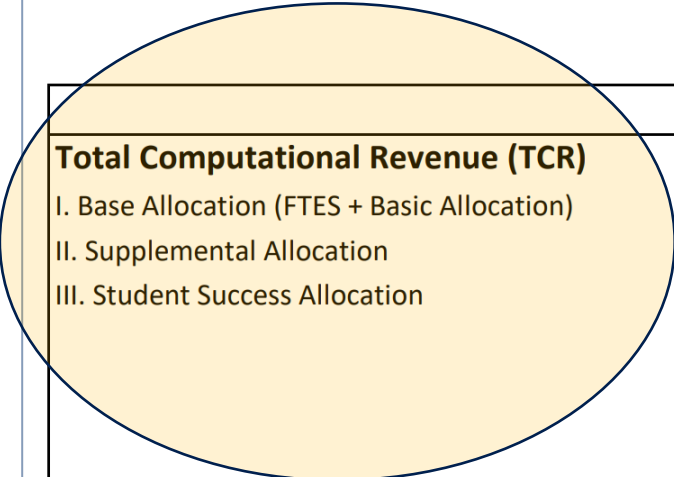 Total Computational Revenue (TCR)
I. Base Allocation (FTES + Basic Allocation)
II. Supplemental Allocation
III. Student Success Allocation